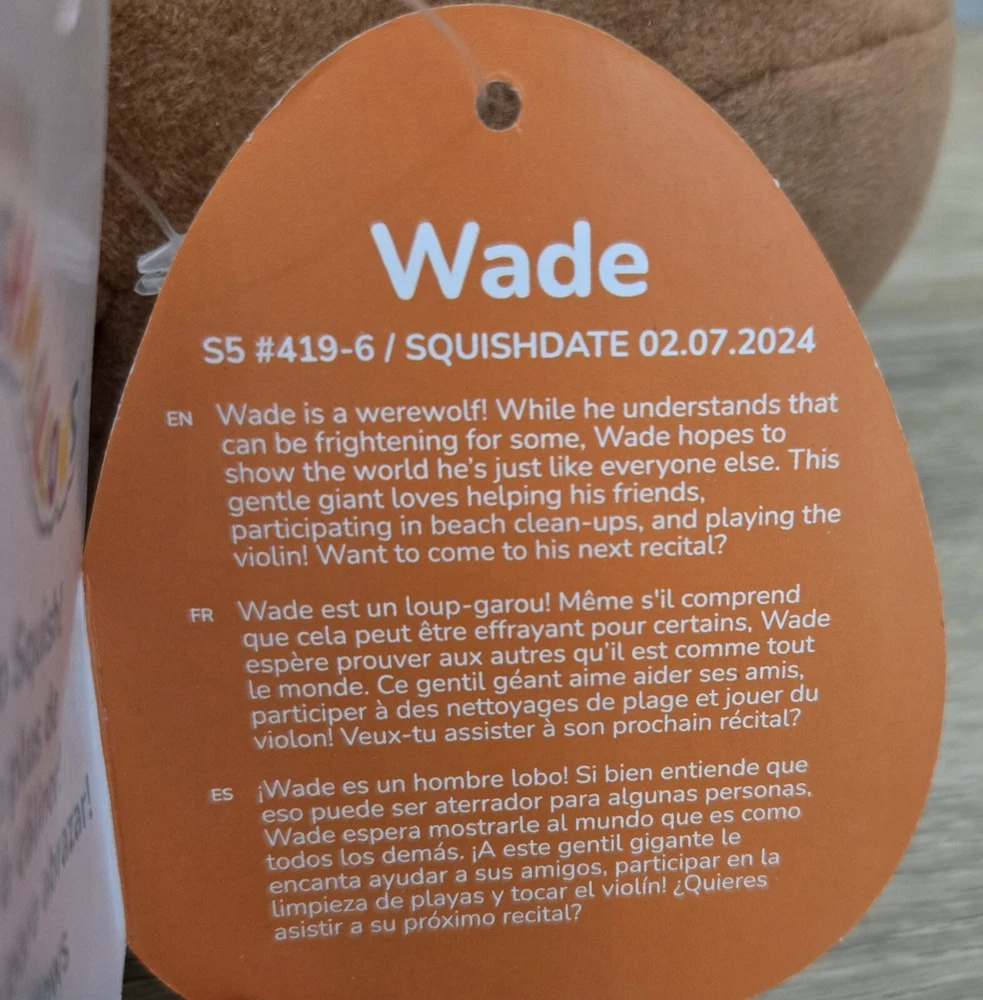 Wade
S5 #419-6 / SQUISHDATE 02.07.2024
EN Wade is a werewolf! While he understands that
can be frightening for some, Wade hopes to
show the world he's just like everyone else. This
gentle giant loves helping his friends,
participating in beach clean-ups, and playing the
violin! Want to come to his next recital?
FR Wade est un loup-garou! Même s'il comprend
que cela peut être effrayant pour certains, Wade
espère prouver aux autres qu'il est comme tout
le monde. Ce gentil géant aime aider ses amis,
participer à des nettoyages de plage et jouer du
violon! Veux-tu assister à son prochain récital?
ES ¡Wade es un hombre lobo! Si bien entiende que
eso puede ser aterrador para algunas personas,
Wade espera mostrarle al mundo que es como
todos los demás. ¡A este gentil gigante le
encanta ayudar a sus amigos, participar en la
limpieza de playas y tocar el violín! ¿Quieres
asistir a su próximo recital?
abrazar!